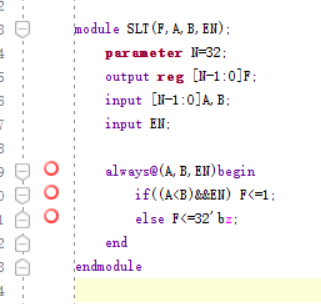 module SLT(F,A,B,EN);
parameter N=32;
output reg [N-1:0]F;
input [N-1:0]A,B;
input EN;
always@(A,B,EN)begin
if((A<B)&&EN) F<=1;
else F<=32'bz;
end
endmodule